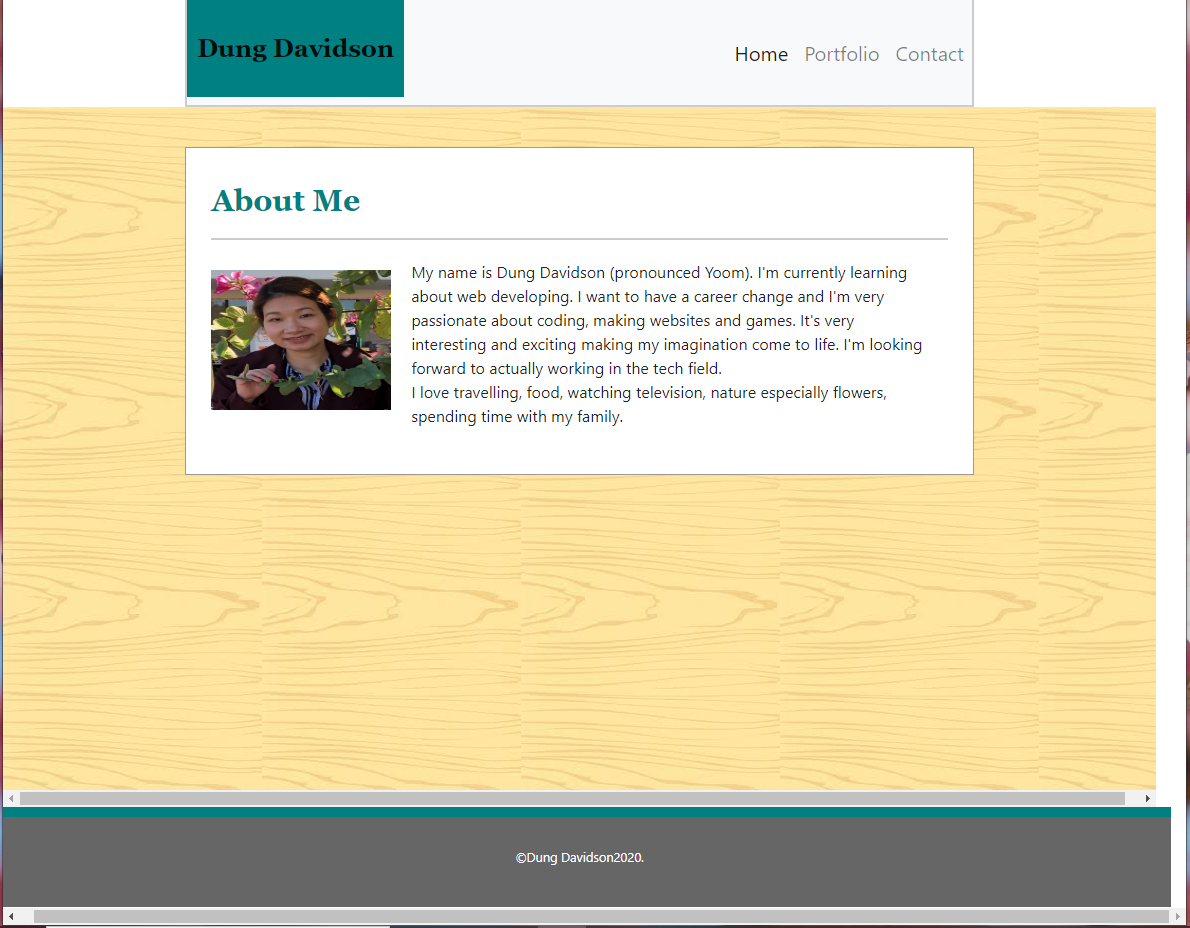 Dung Davidson
Home Portfolio Contact
About Me
My name is Dung Davidson (pronounced Yoom). I'm currently learning
about web developing. I want to have a career change and I'm very
passionate about coding, making websites and games. It's very
interesting and exciting making my imagination come to life. I'm looking
forward to actually working in the tech field.
I love travelling, food, watching television, nature especially flowers,
spending time with my family.
©Dung Davidson2020.